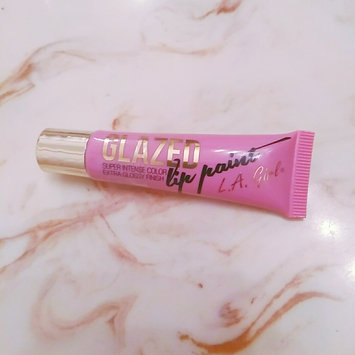 GLAZED
lip paint
SUPER INTENSE COLOR
EXTRA GLOSSY FINISH
L.A. Girl